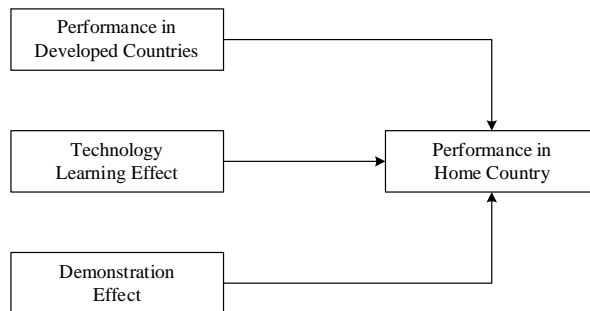 Performance in
Developed Countries
Technology
Learning Effect
Performance in
Home Country
Demonstration
Effect